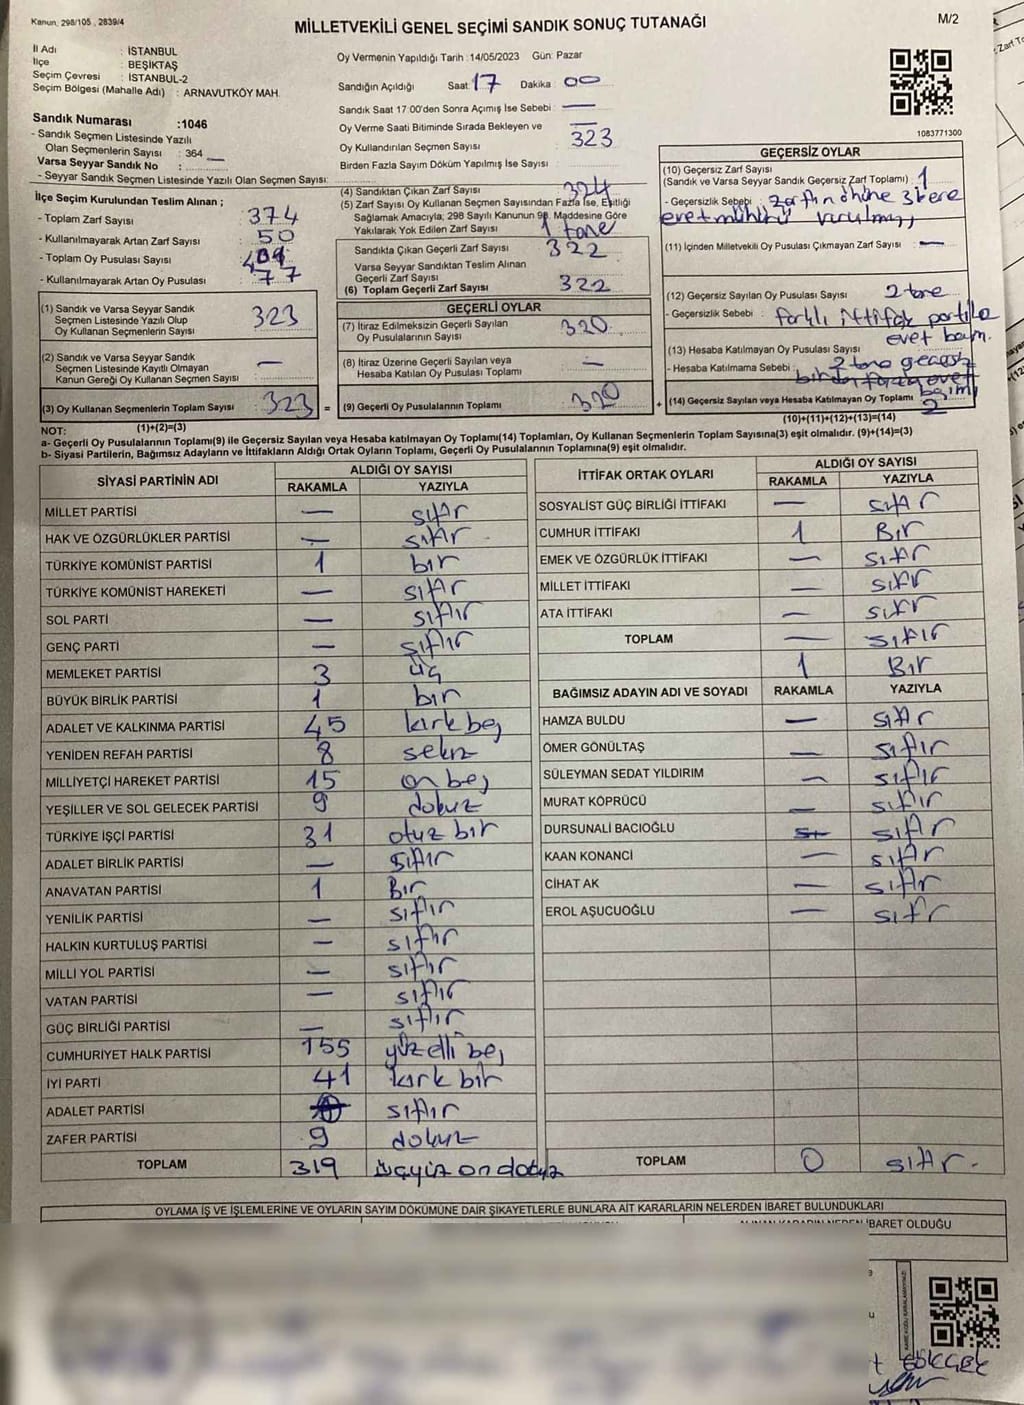 Kanun, 298/105 , 2839/4
MİLLETVEKİLİ GENEL SEÇİMİ SANDIK SONUÇ TUTANAĞI
M/2
İl Adı : İSTANBUL
İlçe : BEŞİKTAŞ
Seçim Çevresi : İSTANBUL-2
Seçim Bölgesi (Mahalle Adı) : ARNAVUTKÖY MAH.
Sandık Numarası :1046
- Sandık Seçmen Listesinde Yazılı
Olan Seçmenlerin Sayısı : 364
Varsa Seyyar Sandık No :
- Seyyar Sandık Seçmen Listesinde Yazılı Olan Seçmen Sayısı:
Oy Vermenin Yapıldığı Tarih :14/05/2023 Gün: Pazar
Sandığın Açıldığı Saat: 17 Dakika : 00
Sandık Saat 17.00'den Sonra Açımış İse Sebebi : —
Oy Verme Saati Bitiminde Sırada Bekleyen ve —
Oy Kullandırılan Seçmen Sayısı : 323
Birden Fazla Sayım Döküm Yapılmış İse Sayısı :
1083771300
İlçe Seçim Kurulundan Teslim Alınan ;
- Toplam Zarf Sayısı : 374
- Kullanılmayarak Artan Zarf Sayısı : 50
- Toplam Oy Pusulası Sayısı :
- Kullanılmayarak Artan Oy Pusulası : 77
(1) Sandık ve Varsa Seyyar Sandık
Seçmen Listesinde Yazılı Olup
Oy Kullanan Seçmenlerin Sayısı : 323
(2) Sandık ve Varsa Seyyar Sandık
Seçmen Listesinde Kayıtlı Olmayan
Kanun Gereği Oy Kullanan Seçmen Sayısı : —
(3) Oy Kullanan Seçmenlerin Toplam Sayısı : 323 =
(1)+(2)=(3)
(4) Sandıktan Çıkan Zarf Sayısı : 324
(5) Zarf Sayısı Oy Kullanan Seçmen Sayısından Fazla İse, Eşitliği
Sağlamak Amacıyla; 298 Sayılı Kanunun 98. Maddesine Göre
Yakılarak Yok Edilen Zarf Sayısı : 1 tane
Sandıkta Çıkan Geçerli Zarf Sayısı : 322
Varsa Seyyar Sandıktan Teslim Alınan
Geçerli Zarf Sayısı :
(6) Toplam Geçerli Zarf Sayısı : 322
GEÇERLİ OYLAR
(7) İtiraz Edilmeksizin Geçerli Sayılan
Oy Pusulalarının Sayısı : 320
(8) İtiraz Üzerine Geçerli Sayılan veya
Hesaba Katılan Oy Pusulası Toplamı : —
(9) Geçerli Oy Pusulalarının Toplamı : 320 +
GEÇERSİZ OYLAR
(10) Geçersiz Zarf Sayısı
(Sandık ve Varsa Seyyar Sandık Geçersiz Zarf Toplamı) : 1
- Geçersizlik Sebebi : zarfın önüne 3 kere
evet mührü vurulmuş
(11) İçinden Milletvekili Oy Pusulası Çıkmayan Zarf Sayısı : —
(12) Geçersiz Sayılan Oy Pusulası Sayısı : 2 tane
- Geçersizlik Sebebi : farklı ittifak partile
evet basım.
(13) Hesaba Katılmayan Oy Pusulası Sayısı :
- Hesaba Katılmama Sebebi :
(14) Geçersiz Sayılan veya Hesaba Katılmayan Oy Toplamı : 2
(10)+(11)+(12)+(13)=(14)
NOT:
a- Geçerli Oy Pusulalarının Toplamı(9) ile Geçersiz Sayılan veya Hesaba katılmayan Oy Toplamı(14) Toplamları, Oy Kullanan Seçmenlerin Toplam Sayısına(3) eşit olmalıdır. (9)+(14)=(3)
b- Siyasi Partilerin, Bağımsız Adayların ve İttifakların Aldığı Ortak Oyların Toplamı, Geçerli Oy Pusulalarının Toplamına(9) eşit olmalıdır.
SİYASİ PARTİNİN ADI ALDIĞI OY SAYISI
RAKAMLA YAZIYLA
MİLLET PARTİSİ — sıfır
HAK VE ÖZGÜRLÜKLER PARTİSİ — sıfır
TÜRKİYE KOMÜNİST PARTİSİ 1 bir
TÜRKİYE KOMÜNİST HAREKETİ — sıfır
SOL PARTİ — sıfır
GENÇ PARTİ — sıfır
MEMLEKET PARTİSİ 3 üç
BÜYÜK BİRLİK PARTİSİ 1 bir
ADALET VE KALKINMA PARTİSİ 45 kırk beş
YENİDEN REFAH PARTİSİ 8 sekiz
MİLLİYETÇİ HAREKET PARTİSİ 15 on beş
YEŞİLLER VE SOL GELECEK PARTİSİ 9 dokuz
TÜRKİYE İŞÇİ PARTİSİ 31 otuz bir
ADALET BİRLİK PARTİSİ — sıfır
ANAVATAN PARTİSİ 1 Bir
YENİLİK PARTİSİ — sıfır
HALKIN KURTULUŞ PARTİSİ — sıfır
MİLLİ YOL PARTİSİ — sıfır
VATAN PARTİSİ — sıfır
GÜÇ BİRLİĞİ PARTİSİ — sıfır
CUMHURİYET HALK PARTİSİ 155 yüz elli beş
İYİ PARTİ 41 kırk bir
ADALET PARTİSİ sıfır
ZAFER PARTİSİ 9 dokuz
TOPLAM 319 üçyüz on dokuz
İTTİFAK ORTAK OYLARI ALDIĞI OY SAYISI
RAKAMLA YAZIYLA
SOSYALİST GÜÇ BİRLİĞİ İTTİFAKI — sıfır
CUMHUR İTTİFAKI 1 Bir
EMEK VE ÖZGÜRLÜK İTTİFAKI — sıfır
MİLLET İTTİFAKI — sıfır
ATA İTTİFAKI — sıfır
TOPLAM — sıfır
1 Bir
BAĞIMSIZ ADAYIN ADI VE SOYADI RAKAMLA YAZIYLA
HAMZA BULDU — sıfır
ÖMER GÖNÜLTAŞ — sıfır
SÜLEYMAN SEDAT YILDIRIM — sıfır
MURAT KÖPRÜCÜ — sıfır
DURSUNALİ BACIOĞLU sıfır
KAAN KONANCİ — sıfır
CİHAT AK — sıfır
EROL AŞUCUOĞLU — sıfır
TOPLAM 0 sıfır.
OYLAMA İŞ VE İŞLEMLERİNE VE OYLARIN SAYIM DÖKÜMÜNE DAİR ŞİKAYETLERLE BUNLARA AİT KARARLARIN NELERDEN İBARET BULUNDUKLARI
İBARET OLDUĞU
GÖKÇEK